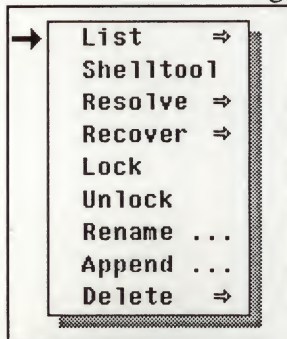 List ⇒
Shelltool
Resolve ⇒
Recover ⇒
Lock
Unlock
Rename ...
Append ...
Delete ⇒